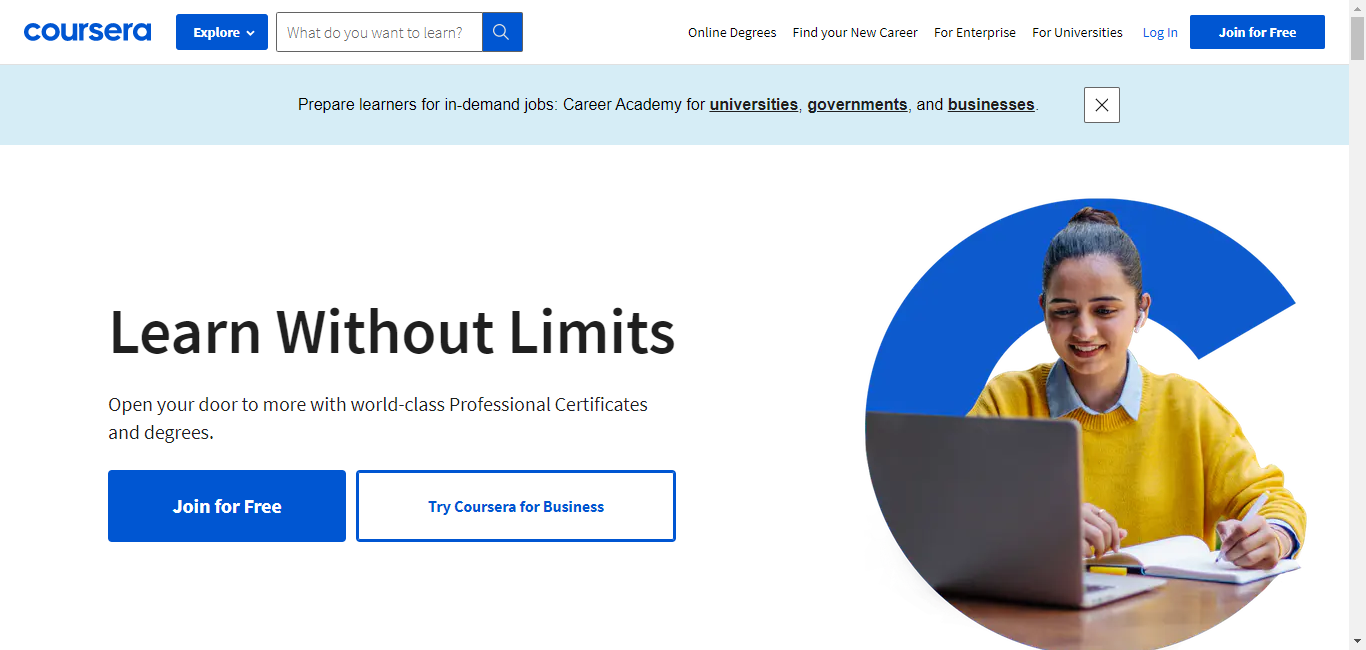 coursera
Explore
What do you want to learn?
Online Degrees
Find your New Career
For Enterprise
For Universities
Log In
Join for Free
Prepare learners for in-demand jobs: Career Academy for universities, governments, and businesses.
Learn Without Limits
Open your door to more with world-class Professional Certificates
and degrees.
Join for Free
Try Coursera for Business